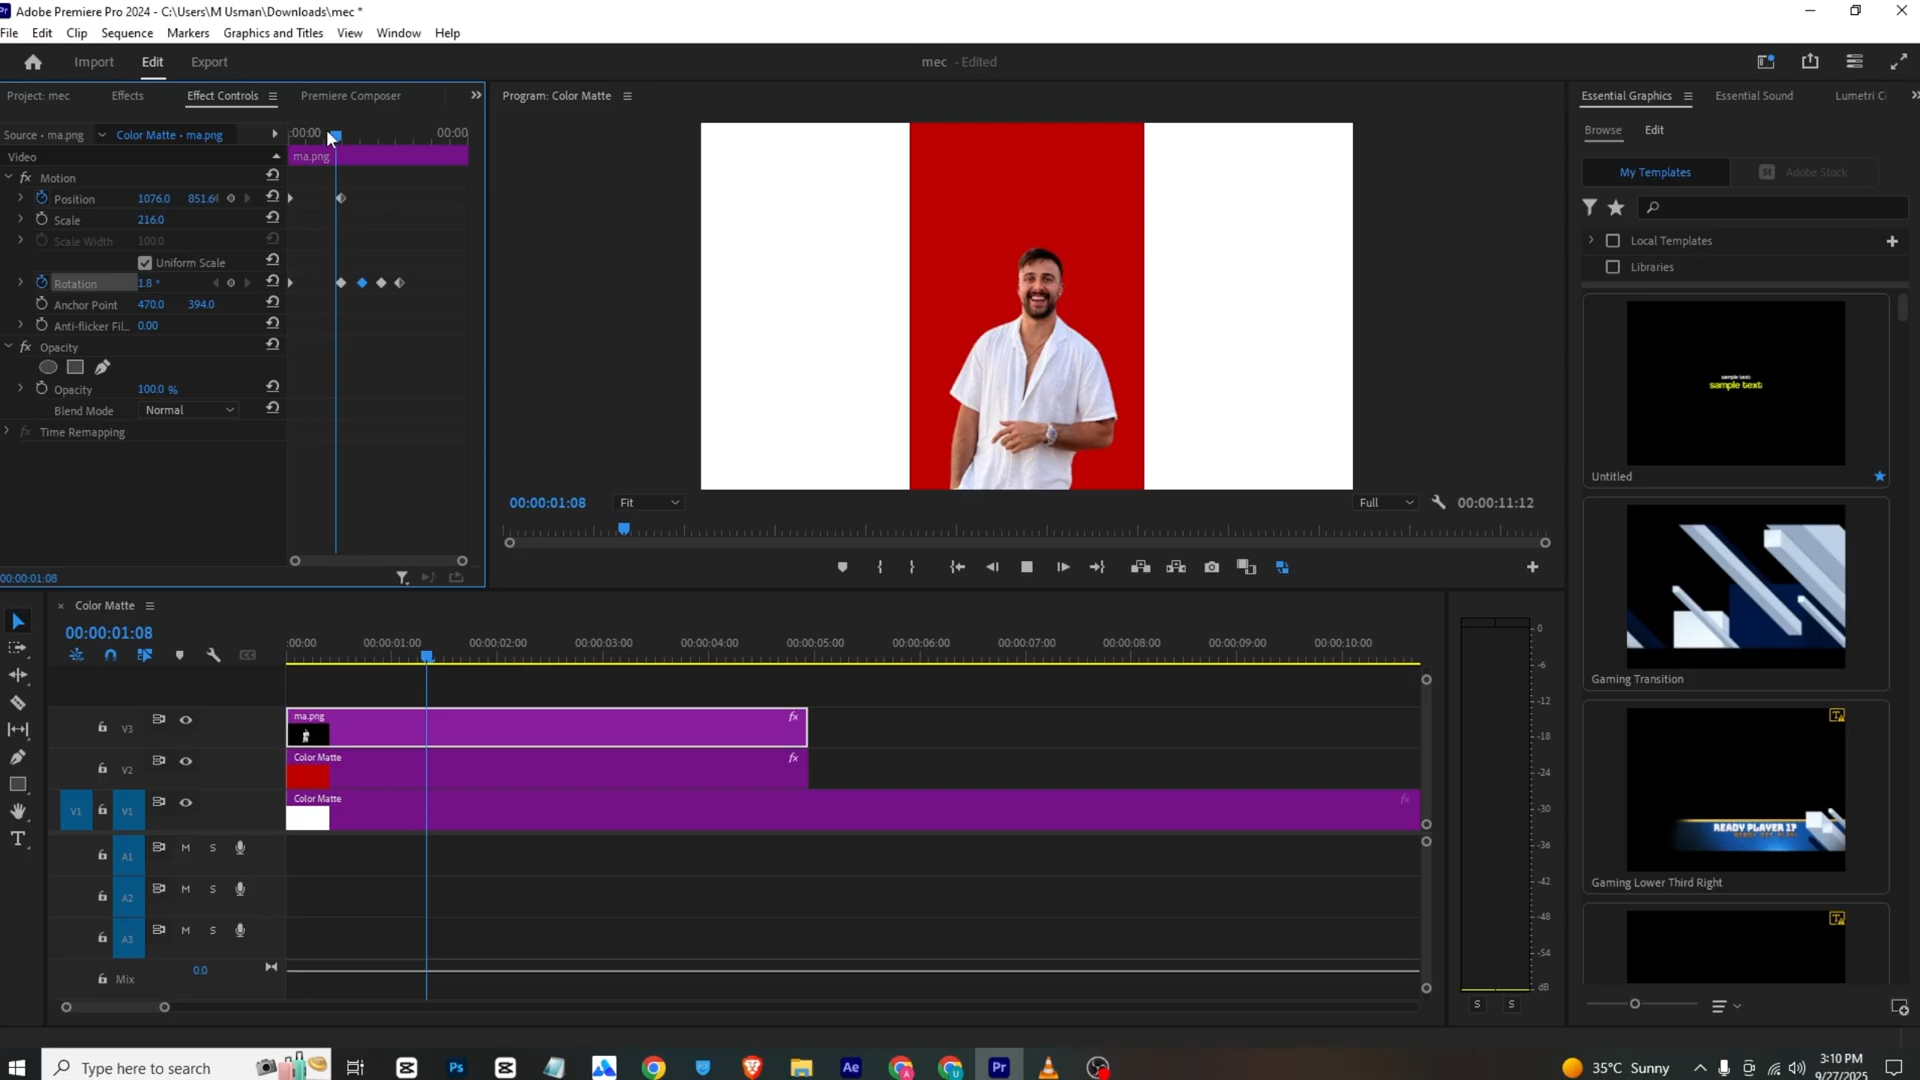 Adobe Premiere Pro 2024 - C:\Users\M Usman\Downloads\mec *
File Edit Clip Sequence Markers Graphics and Titles View Window Help
Import Edit Export
mec - Edited
Project: mec Effects Effect Controls Premiere Composer
Source • ma.png Color Matte • ma.png
:00:00 00:00
Video
ma.png
Motion
Position 1076.0 851.6
Scale 216.0
Scale Width 100.0
Uniform Scale
Rotation 1.8 °
Anchor Point 470.0 394.0
Anti-flicker Fil... 0.00
Opacity
Opacity 100.0 %
Blend Mode Normal
Time Remapping
00:00:01:08
Program: Color Matte
00:00:01:08 Fit Full 00:00:11:12
Essential Graphics Essential Sound Lumetri C
Browse Edit
My Templates Adobe Stock
Local Templates
Libraries
sample text
sample text
Untitled
Gaming Transition
READY PLAYER 1?
Gaming Lower Third Right
× Color Matte
00:00:01:08
:00:00 00:00:01:00 00:00:02:00 00:00:03:00 00:00:04:00 00:00:05:00 00:00:06:00 00:00:07:00 00:00:08:00 00:00:09:00 00:00:10:00
V3 ma.png fx
V2 Color Matte fx
V1 V1 Color Matte fx
A1 M S
A2 M S
A3 M S
Mix 0.0
0
-6
-12
-18
-24
-30
-36
-42
-48
-54
dB
S S
Type here to search
35°C Sunny
3:10 PM
9/27/2025